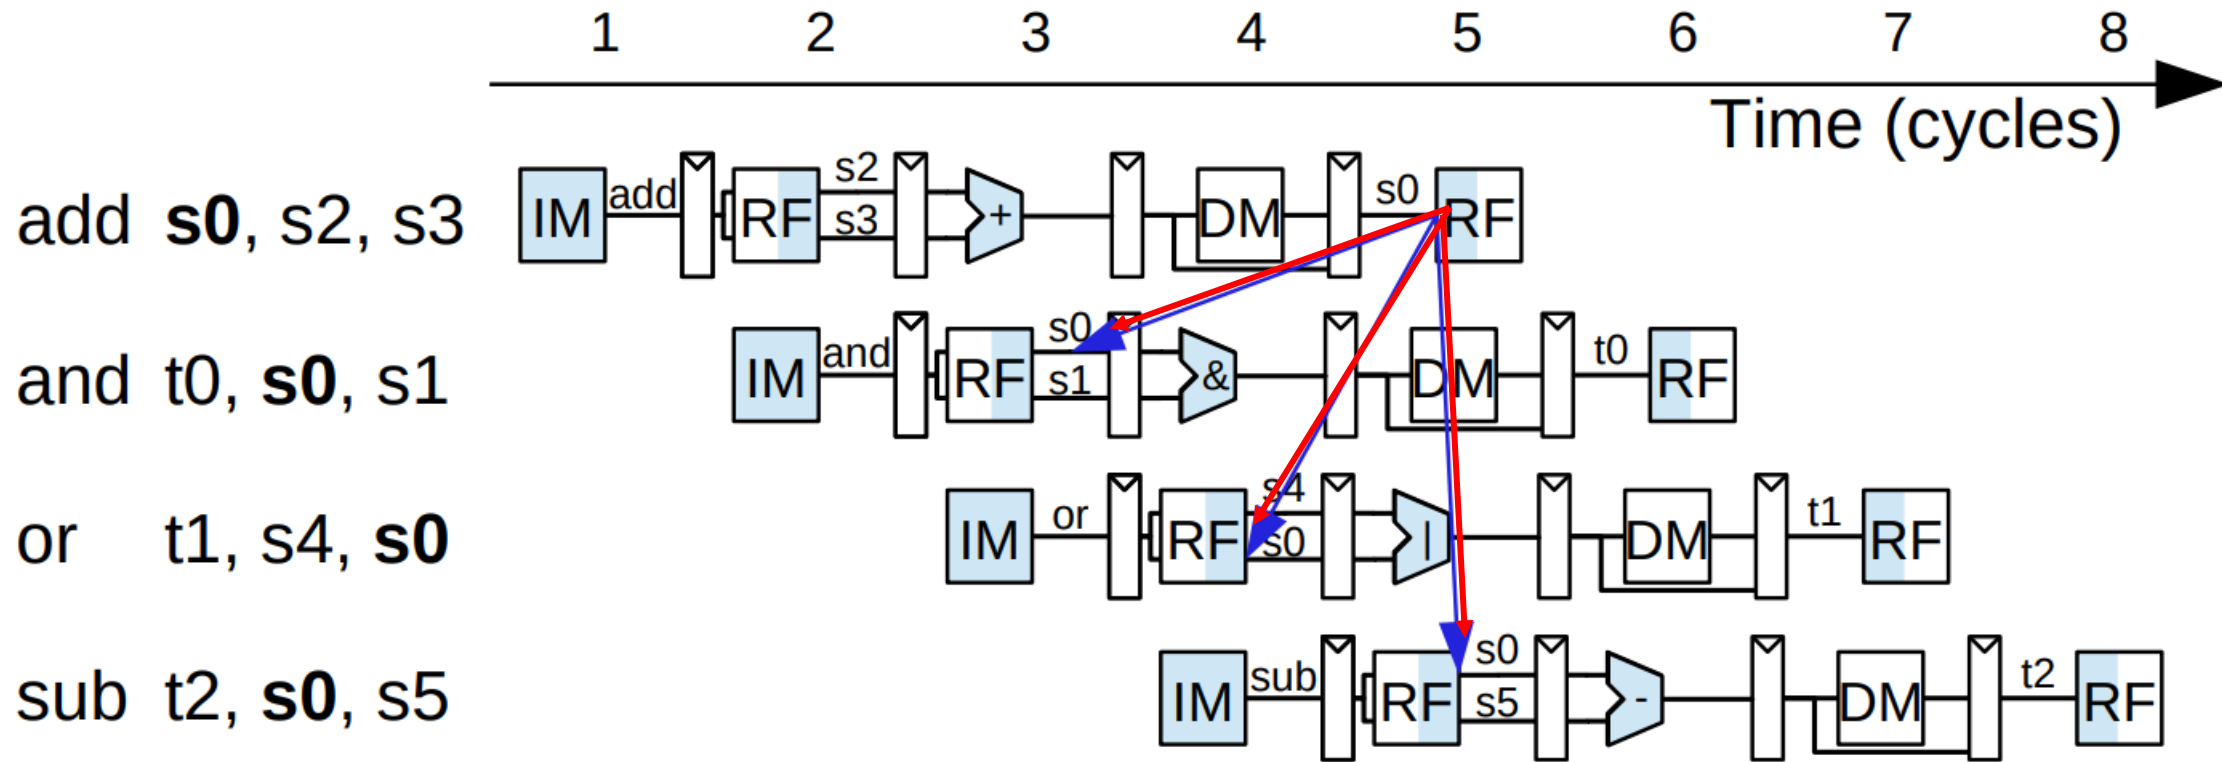 1 2 3 4 5 6 7 8
Time (cycles)
add s0, s2, s3 IM add RF s2 s3 + DM s0 RF
and t0, s0, s1 IM and RF s0 s1 & DM t0 RF
or t1, s4, s0 IM or RF s4 s0 | DM t1 RF
sub t2, s0, s5 IM sub RF s0 s5 - DM t2 RF